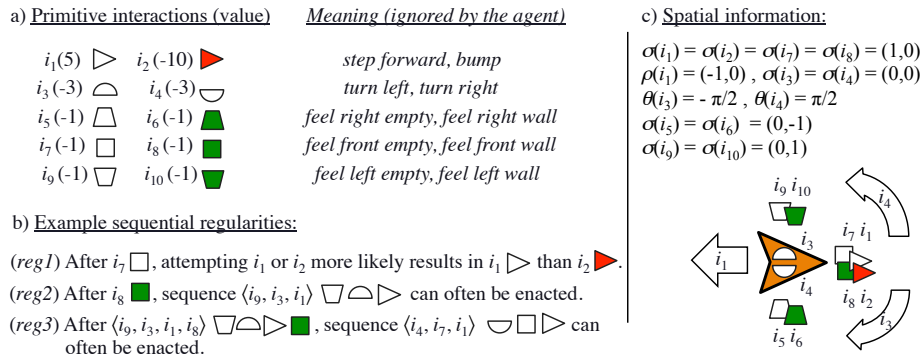 a) Primitive interactions (value) Meaning (ignored by the agent)
i1(5) i2(-10) step forward, bump
i3(-3) i4(-3) turn left, turn right
i5(-1) i6(-1) feel right empty, feel right wall
i7(-1) i8(-1) feel front empty, feel front wall
i9(-1) i10(-1) feel left empty, feel left wall
b) Example sequential regularities:
(reg1) After i7 , attempting i1 or i2 more likely results in i1 than i2 .
(reg2) After i8 , sequence ⟨i9, i3, i1⟩ can often be enacted.
(reg3) After ⟨i9, i3, i1, i8⟩ , sequence ⟨i4, i7, i1⟩ can
often be enacted.
c) Spatial information:
σ(i1) = σ(i2) = σ(i7) = σ(i8) = (1,0)
ρ(i1) = (-1,0) , σ(i3) = σ(i4) = (0,0)
θ(i3) = - π/2 , θ(i4) = π/2
σ(i5) = σ(i6) = (0,-1)
σ(i9) = σ(i10) = (0,1)
i9 i10
i4
i3
i7 i1
i1
i4
i8 i2
i3
i5 i6